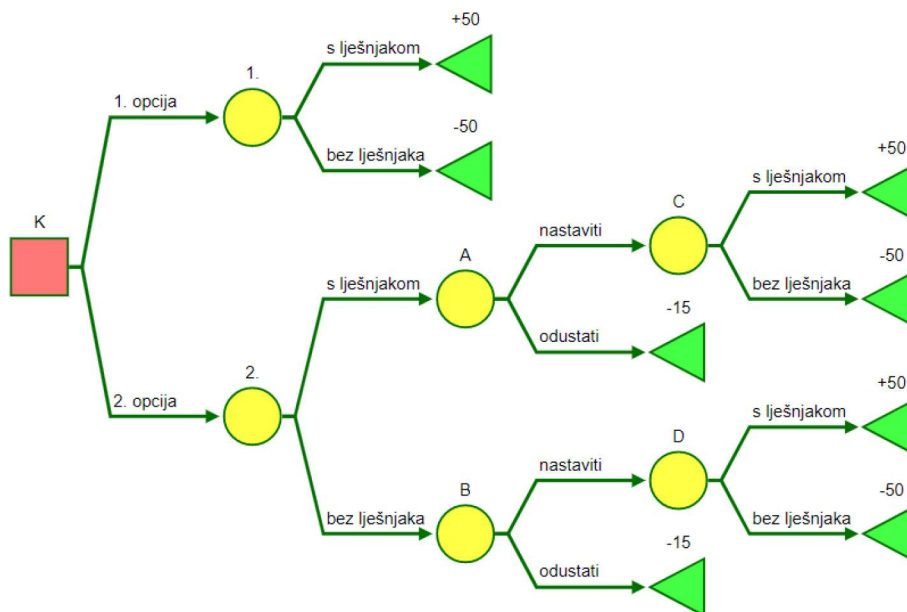 +50
s lješnjakom
1.
1. opcija
-50
bez lješnjaka
+50
s lješnjakom
C
K
nastaviti
A
-50
s lješnjakom
bez lješnjaka
-15
odustati
2.
2. opcija
+50
s lješnjakom
D
nastaviti
B
-50
bez lješnjaka
bez lješnjaka
-15
odustati